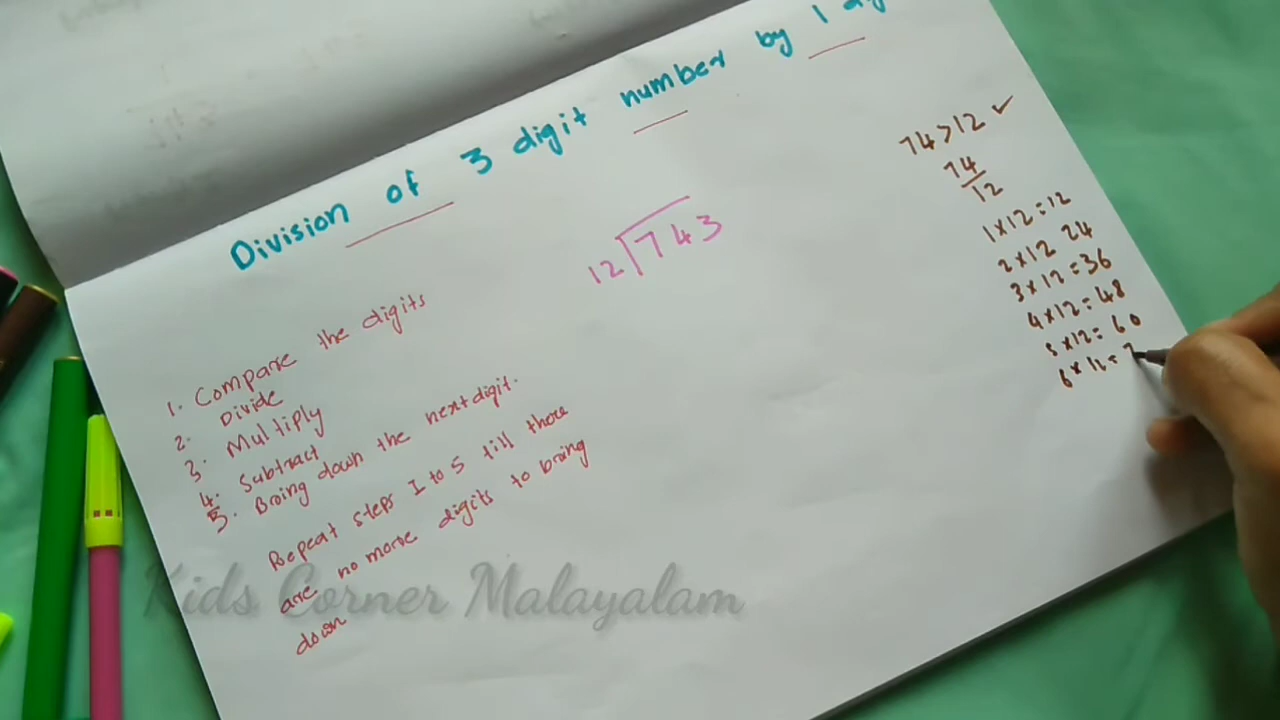 Division of 3 digit number by 1
12 743
1. Compare the digits
2. Divide
3. Multiply
4. Subtract
5. Bring down the next digit.
Repeat steps 1 to 5 till there
are no more digits to bring
down
74>12 ✓
74
12
1×12=12
2×12 24
3×12=36
4×12=48
5×12=60
6×12=
Kids Corner Malayalam